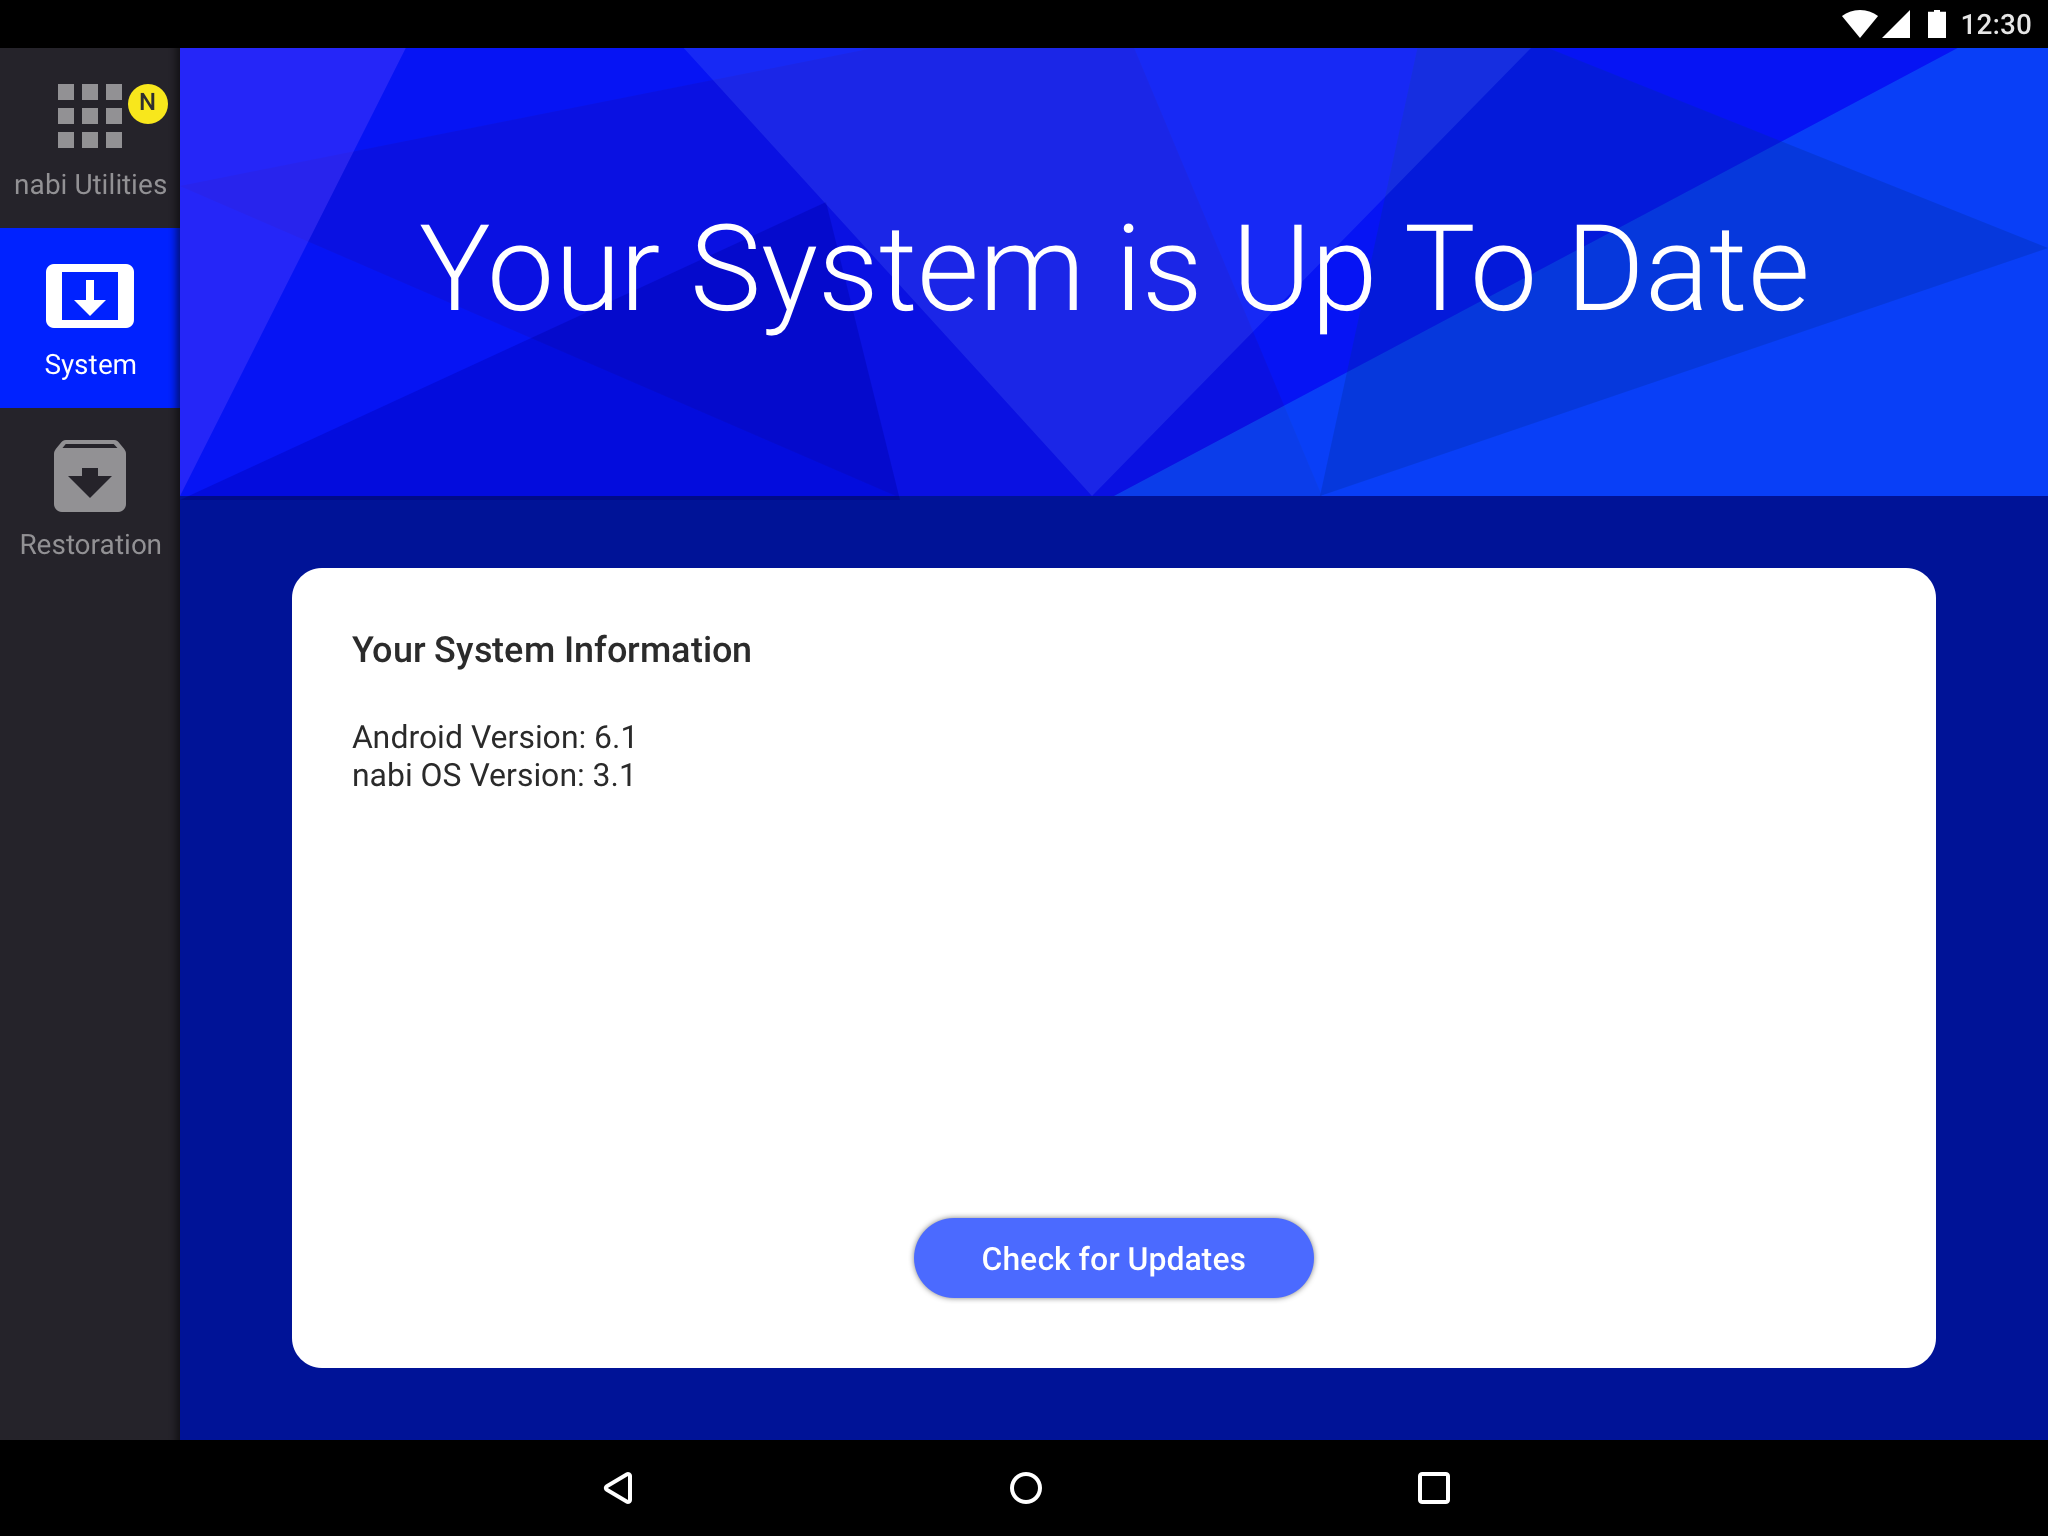 12:30
N
nabi Utilities
System
Restoration
Your System is Up To Date
Your System Information
Android Version: 6.1
nabi OS Version: 3.1
Check for Updates